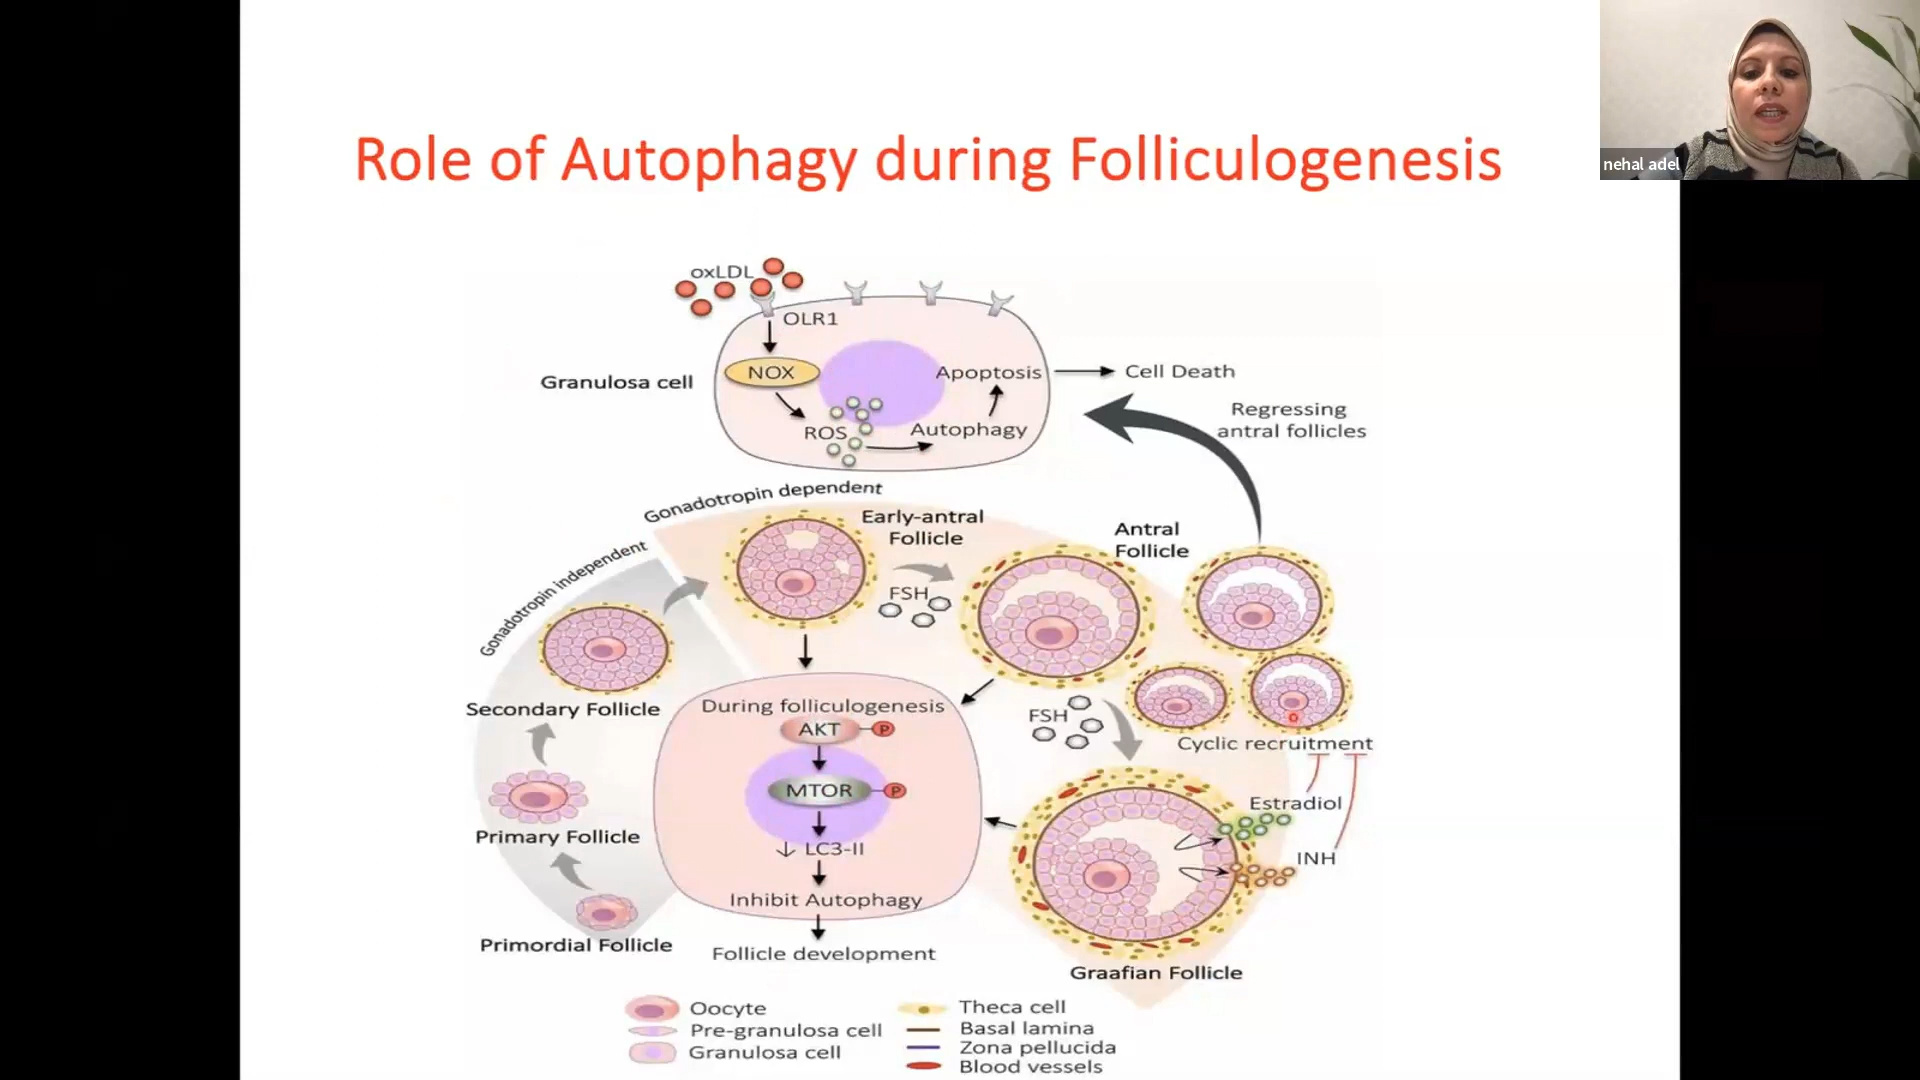 nehal adel
Role of Autophagy during Folliculogenesis
oxLDL
OLR1
NOX
Granulosa cell
Apoptosis
Cell Death
ROS
Autophagy
Regressing
antral follicles
Gonadotropin dependent
Gonadotropin independent
Early-antral
Follicle
Antral
Follicle
FSH
Secondary Follicle
During folliculogenesis
AKT
P
MTOR
P
LC3-II
Inhibit Autophagy
Follicle development
FSH
Cyclic recruitment
Estradiol
INH
Primary Follicle
Primordial Follicle
Graafian Follicle
Oocyte
Pre-granulosa cell
Granulosa cell
Theca cell
Basal lamina
Zona pellucida
Blood vessels